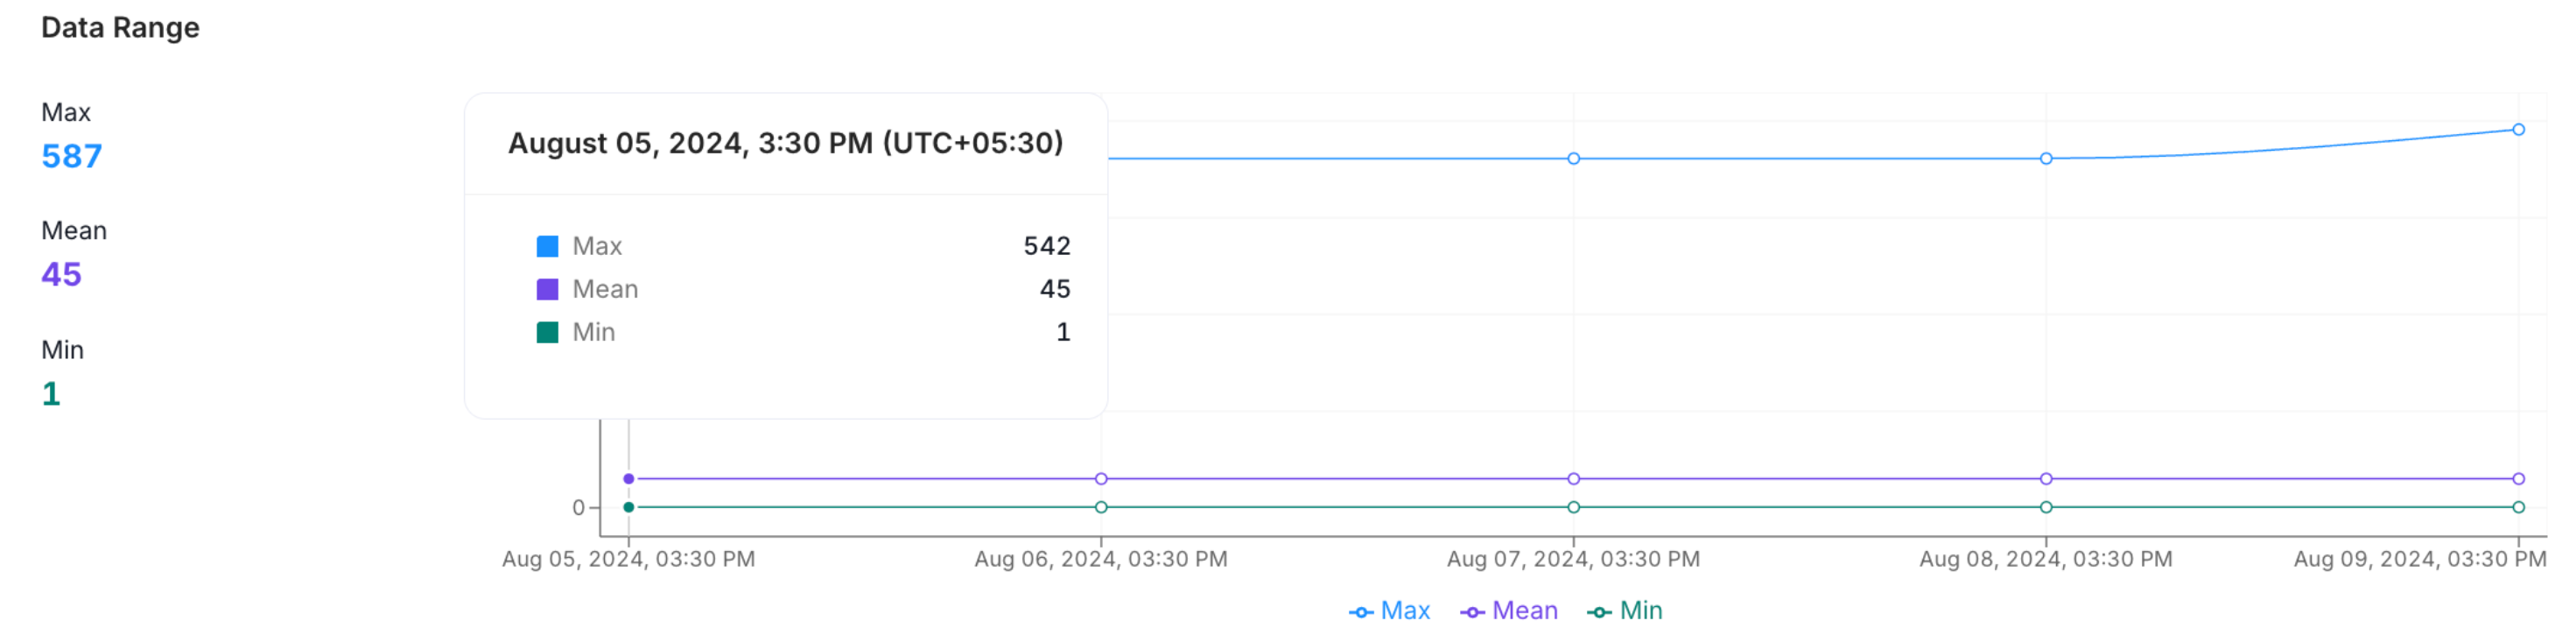 Data Range
Max
587
Mean
45
Min
1
August 05, 2024, 3:30 PM (UTC+05:30)
Max 542
Mean 45
Min 1
0
Aug 05, 2024, 03:30 PM Aug 06, 2024, 03:30 PM Aug 07, 2024, 03:30 PM Aug 08, 2024, 03:30 PM Aug 09, 2024, 03:30 PM
Max Mean Min